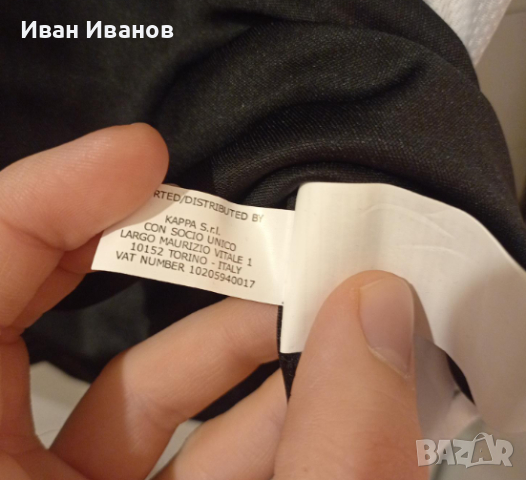 Иван Иванов
RTED/DISTRIBUTED BY
KAPPA S.r.l.
CON SOCIO UNICO
LARGO MAURIZIO VITALE 1
10152 TORINO - ITALY
VAT NUMBER 10205940017
BAZAR